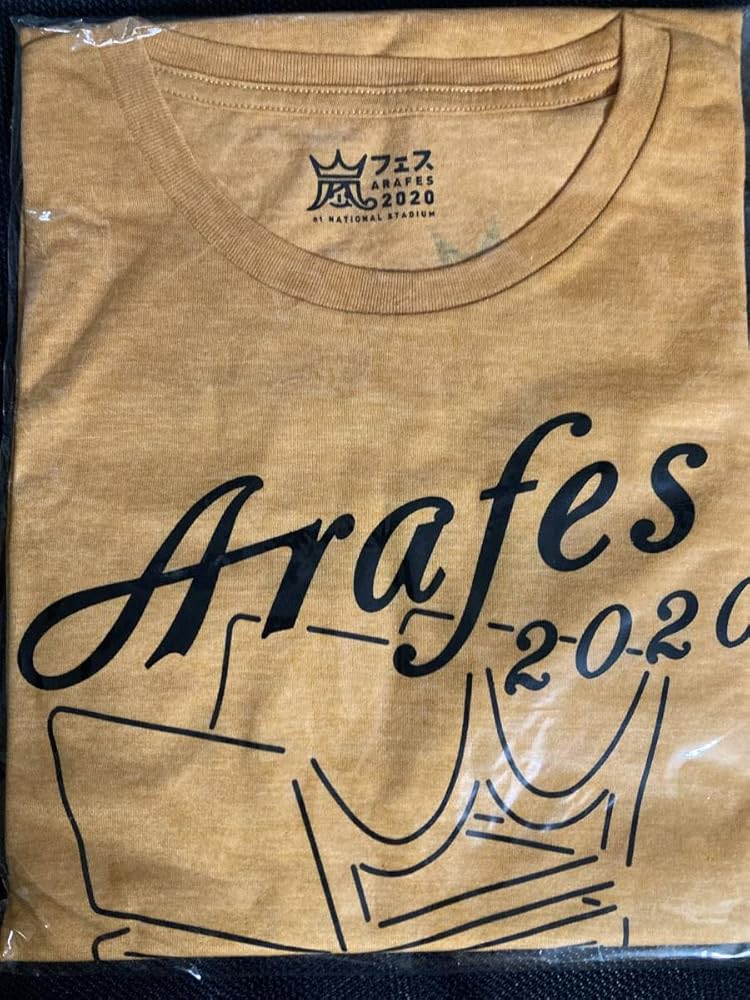 嵐フェス
ARAFES
2020
at NATIONAL STADIUM
Arafes
2020